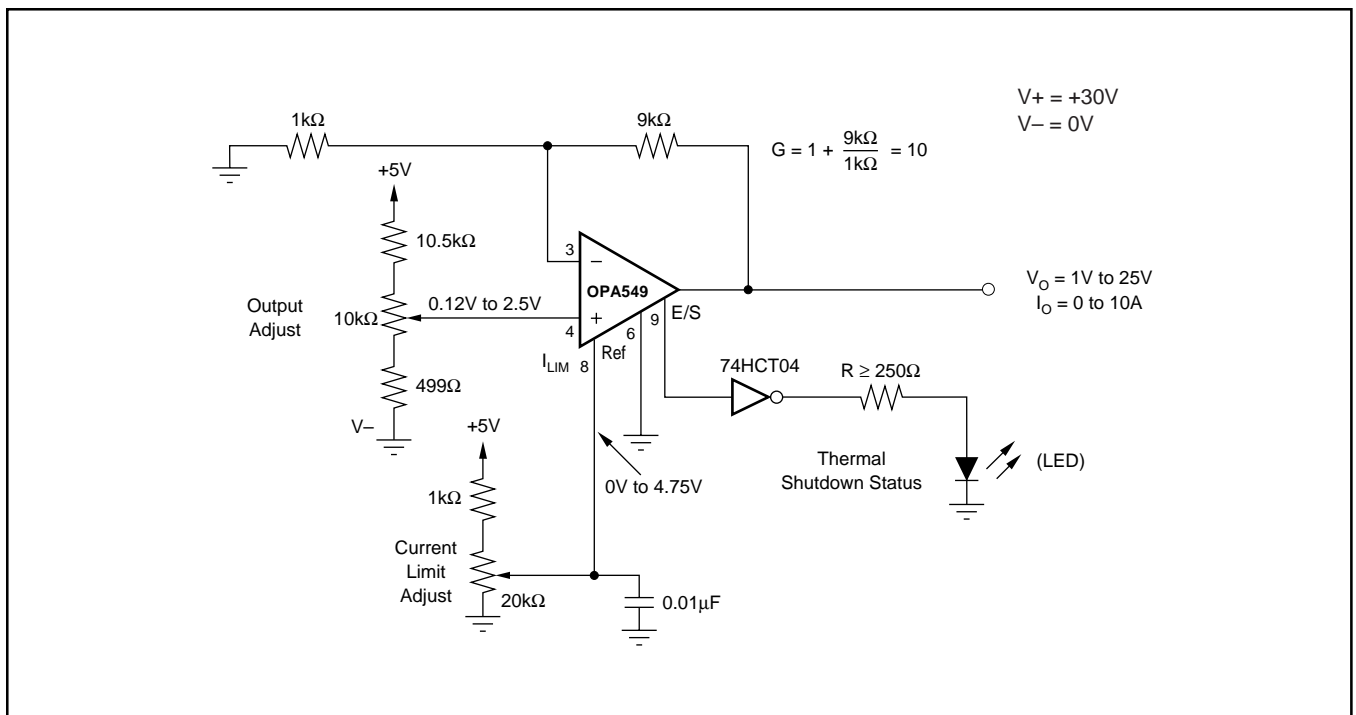 V+ = +30V
V– = 0V
1kΩ
9kΩ
G = 1 + 9kΩ / 1kΩ = 10
+5V
10.5kΩ
Output
Adjust
10kΩ
0.12V to 2.5V
499Ω
V–
3
–
OPA549
+
4
9
E/S
6
Ref
I_LIM 8
V_O = 1V to 25V
I_O = 0 to 10A
74HCT04
R ≥ 250Ω
Thermal
Shutdown Status
(LED)
0V to 4.75V
+5V
1kΩ
Current
Limit
Adjust
20kΩ
0.01µF